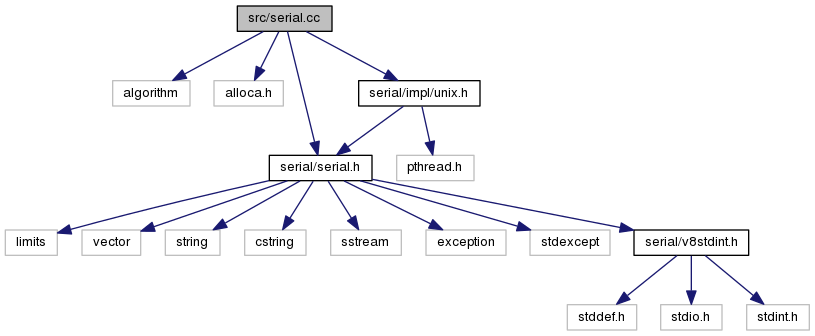 src/serial.cc
algorithm
alloca.h
serial/impl/unix.h
serial/serial.h
pthread.h
limits
vector
string
cstring
sstream
exception
stdexcept
serial/v8stdint.h
stddef.h
stdio.h
stdint.h